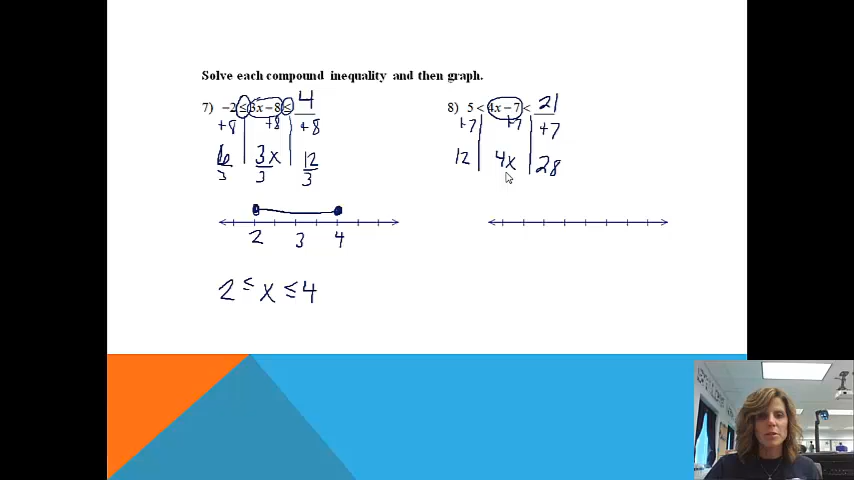 Solve each compound inequality and then graph.
7) −2 ≤ 3x − 8 ≤ 4
+8 +8 +8
6 3x 12
3 3 3
2 3 4
2 ≤ x ≤ 4
8) 5 < 4x − 7 < 21
+7 +7 +7
12 4x 28